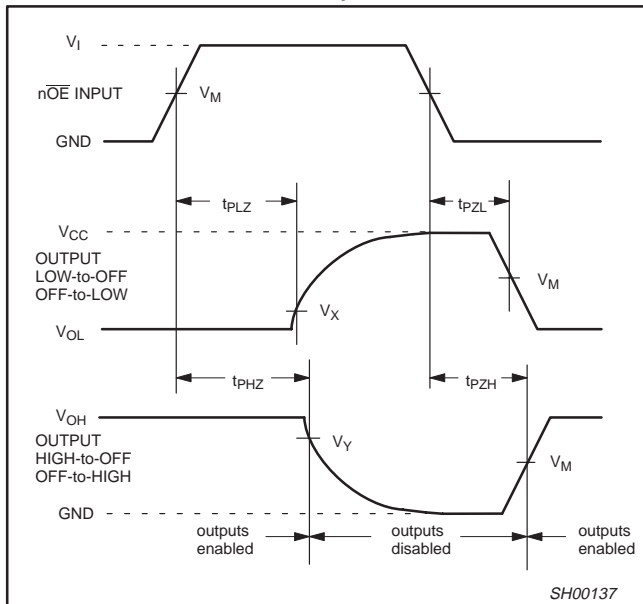 V_I
nO̅E̅ INPUT
V_M
GND
t_PLZ
t_PZL
V_CC
OUTPUT
LOW-to-OFF
OFF-to-LOW
V_M
V_X
V_OL
t_PHZ
t_PZH
V_OH
OUTPUT
HIGH-to-OFF
OFF-to-HIGH
V_Y
V_M
GND
outputs
enabled
outputs
disabled
outputs
enabled
SH00137